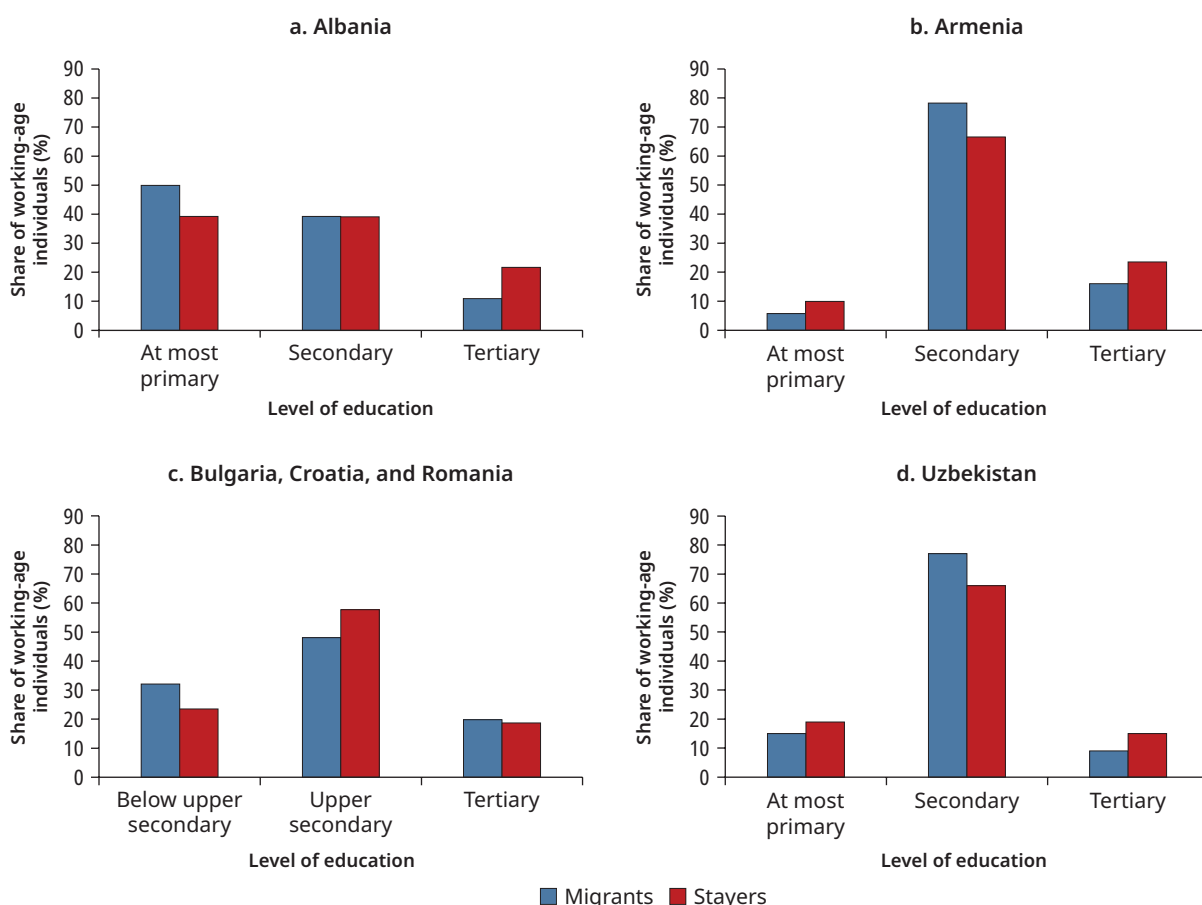 a. Albania
Share of working-age
individuals (%)
90
80
70
60
50
40
30
20
10
0
At most
primary
Secondary
Tertiary
Level of education
b. Armenia
Share of working-age
individuals (%)
90
80
70
60
50
40
30
20
10
0
At most
primary
Secondary
Tertiary
Level of education
c. Bulgaria, Croatia, and Romania
Share of working-age
individuals (%)
90
80
70
60
50
40
30
20
10
0
Below upper
secondary
Upper
secondary
Tertiary
Level of education
d. Uzbekistan
Share of working-age
individuals (%)
90
80
70
60
50
40
30
20
10
0
At most
primary
Secondary
Tertiary
Level of education
Migrants
Stayers